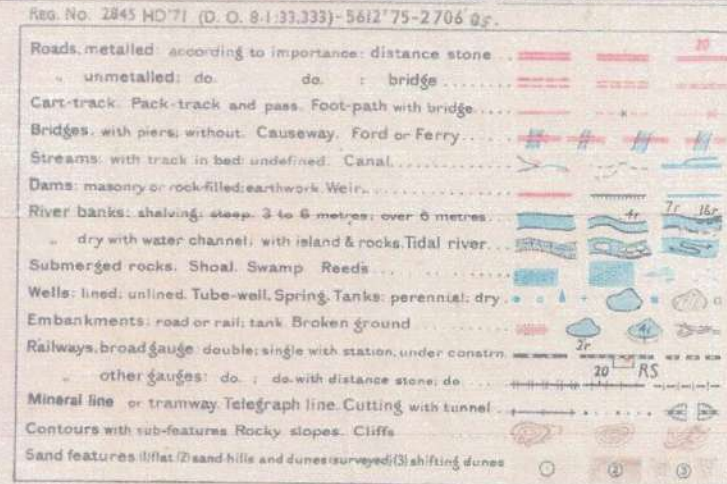 Reg. No. 2845 HD'71 (D. O. 8-1:33,333)-5612'75-2706
Roads, metalled: according to importance: distance stone 20
" unmetalled: do. do. : bridge
Cart-track. Pack-track and pass. Foot-path with bridge
Bridges, with piers; without. Causeway. Ford or Ferry
Streams: with track in bed: undefined. Canal
Dams: masonry or rock-filled; earthwork. Weir
River banks: shelving; steep. 3 to 6 metres; over 6 metres 4r 7r 16r
" dry with water channel; with island & rocks. Tidal river
Submerged rocks. Shoal. Swamp Reeds
Wells: lined; unlined. Tube-well. Spring. Tanks: perennial; dry
Embankments: road or rail; tank. Broken ground 2r 4r
Railways, broad gauge: double; single with station, under constrn.
" other gauges: do. ; do. with distance stone; do 20 RS
Mineral line or tramway. Telegraph line. Cutting with tunnel
Contours with sub-features Rocky slopes. Cliffs
Sand features (1) flat (2) sand-hills and dunes (surveyed) (3) shifting dunes 1 2 3